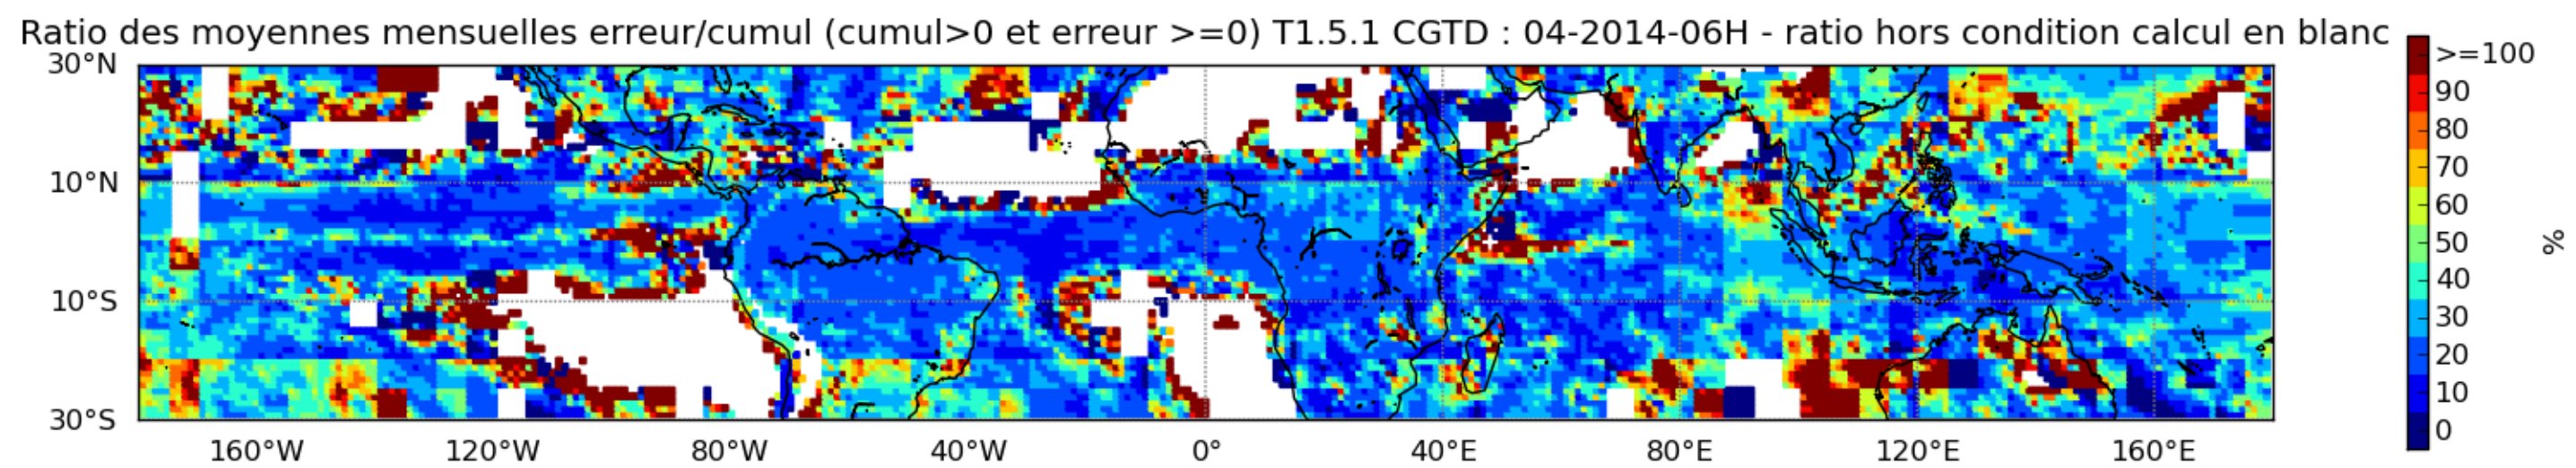 Ratio des moyennes mensuelles erreur/cumul (cumul>0 et erreur >=0) T1.5.1 CGTD : 04-2014-06H - ratio hors condition calcul en blanc
30°N
10°N
10°S
30°S
160°W 120°W 80°W 40°W 0° 40°E 80°E 120°E 160°E
>=100
90
80
70
60
50
40
30
20
10
0
%